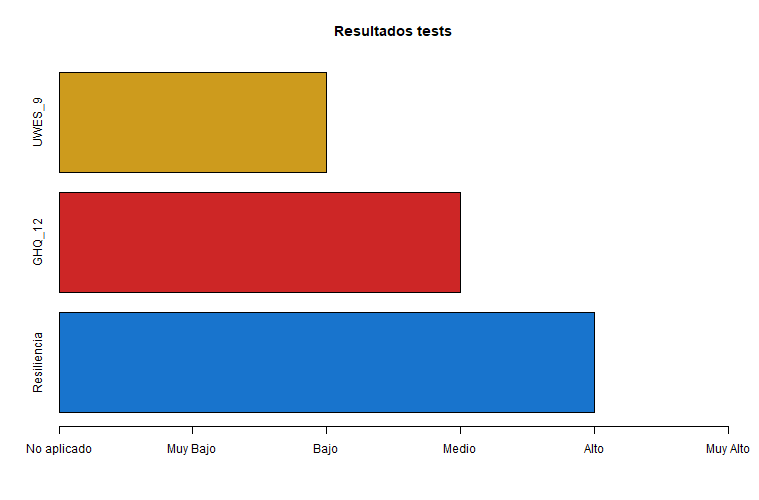 Resultados tests
UWES_9
GHQ_12
Resiliencia
No aplicado Muy Bajo Bajo Medio Alto Muy Alto